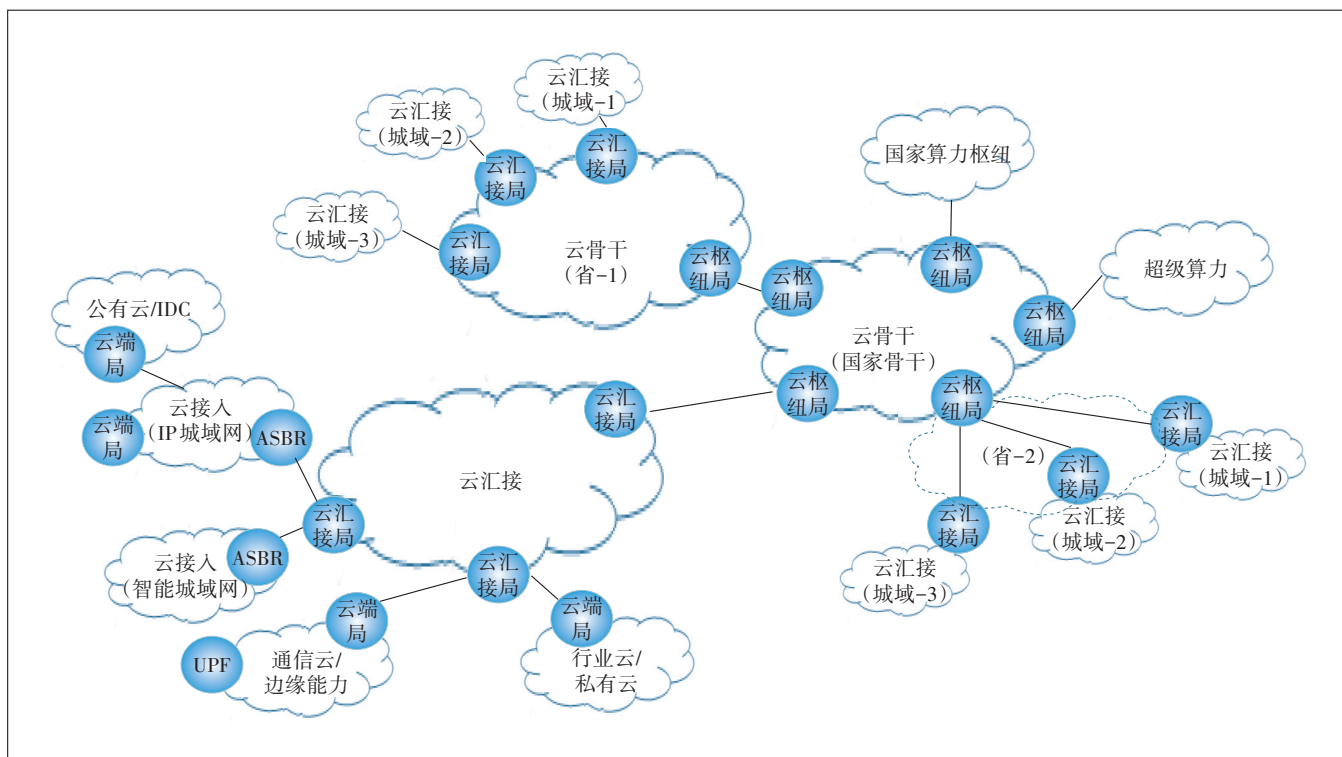 云汇接
(城域-1
云汇接
(城域-2)
云汇
接局
云汇
接局
云汇接
(城域-3)
云汇
接局
云骨干
(省-1)
云枢
纽局
国家算力枢纽
云枢
纽局
云枢
纽局
超级算力
云枢
纽局
云骨干
(国家骨干)
云枢
纽局
云枢
纽局
公有云/IDC
云端
局
云接入
(IP城域网)
云端
局
ASBR
云汇
接局
云汇接
云汇
接局
云接入
(智能城域网)
ASBR
云汇
接局
云端
局
UPF
通信云/
边缘能力
云端
局
行业云/
私有云
(省-2)
云汇
接局
云汇接
(城域-1)
云汇
接局
云汇接
(城域-2)
云汇
接局
云汇接
(城域-3)